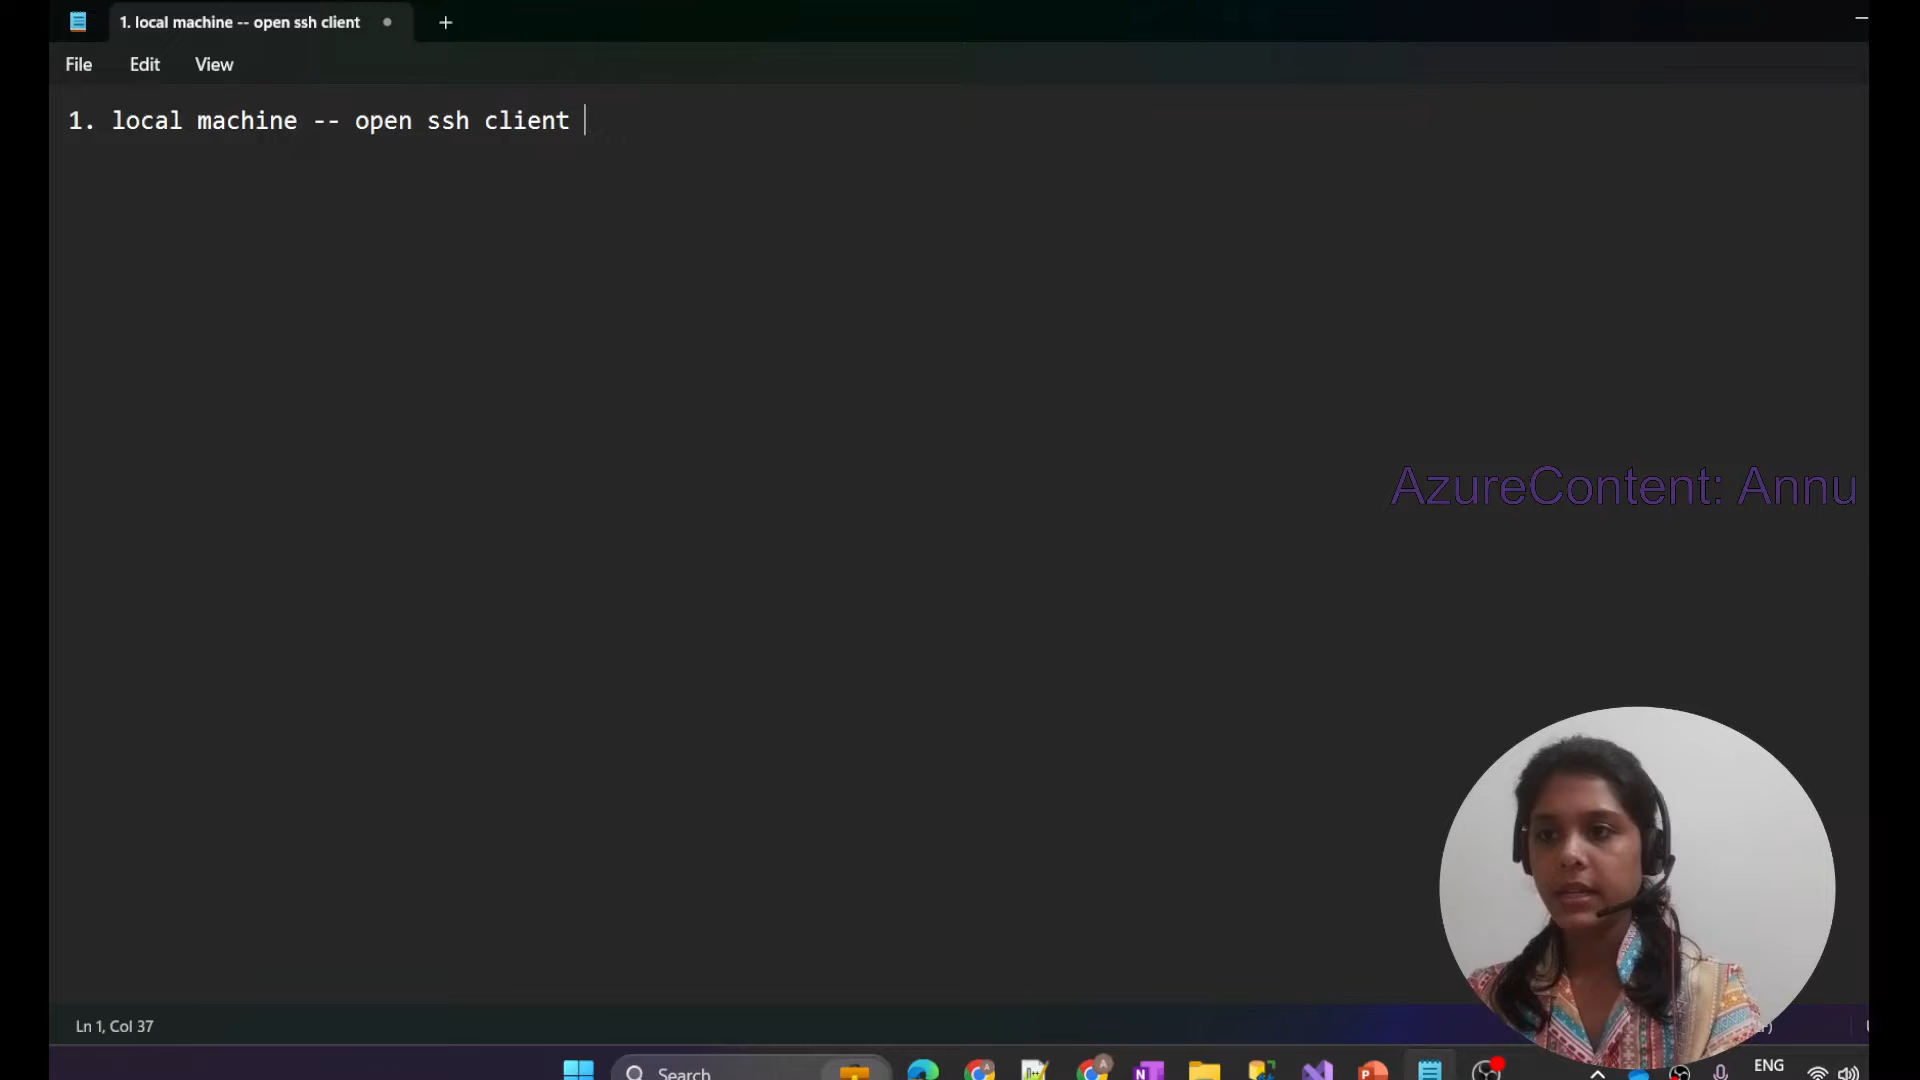 1. local machine -- open ssh client
File Edit View
1. local machine -- open ssh client
AzureContent: Annu
Ln 1, Col 37
Search
ENG